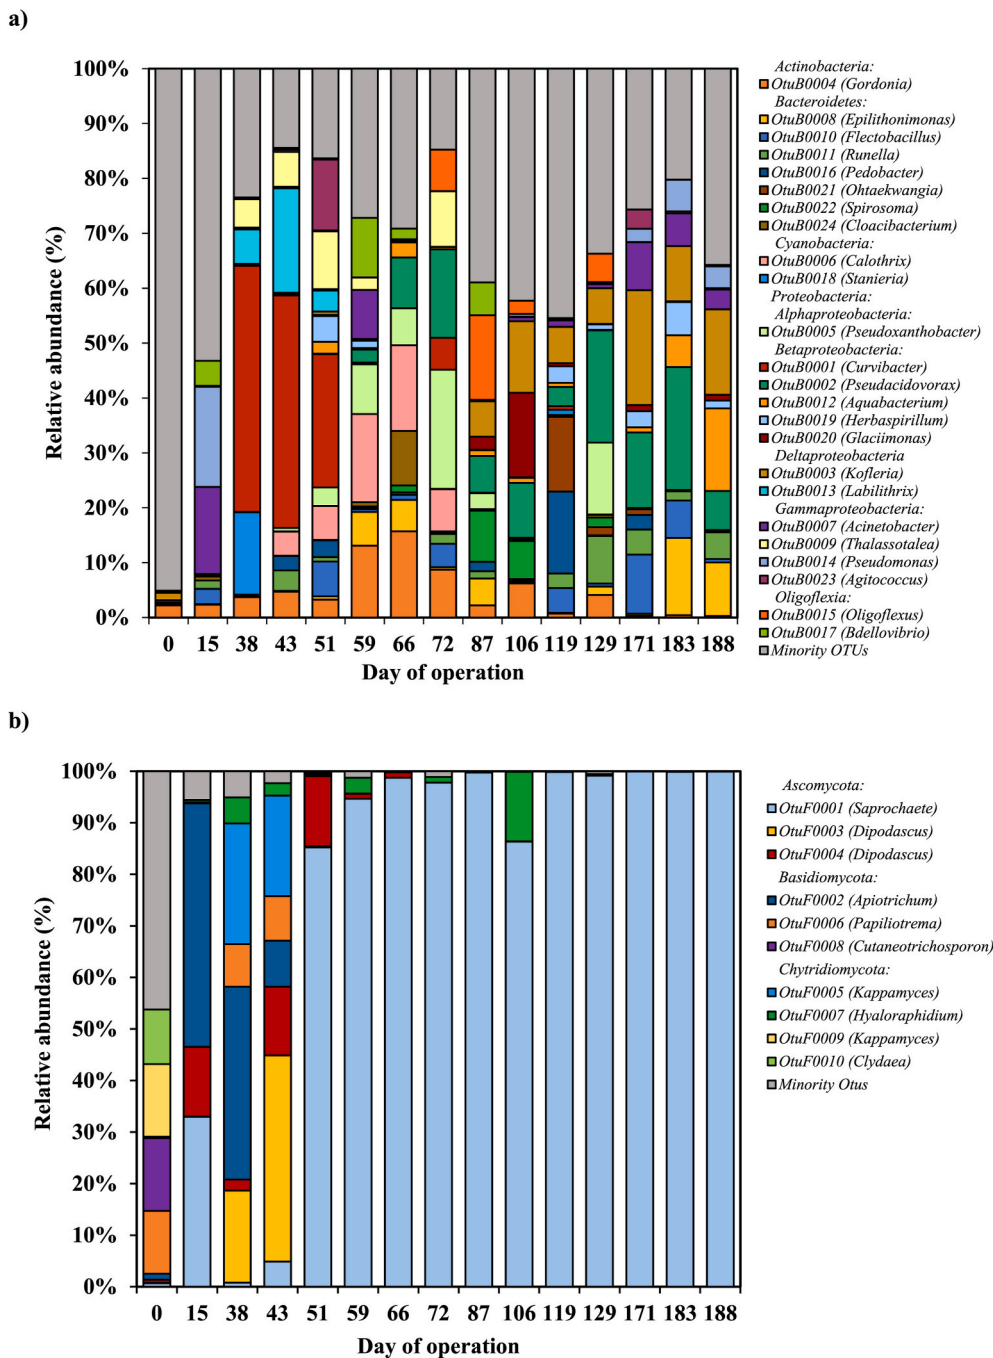 a)
100%
90%
80%
70%
60%
50%
40%
30%
20%
10%
0%
Relative abundance (%)
0 15 38 43 51 59 66 72 87 106 119 129 171 183 188
Day of operation
Actinobacteria:
OtuB0004 (Gordonia)
Bacteroidetes:
OtuB0008 (Epilithonimonas)
OtuB0010 (Flectobacillus)
OtuB0011 (Runella)
OtuB0016 (Pedobacter)
OtuB0021 (Ohtaekwangia)
OtuB0022 (Spirosoma)
OtuB0024 (Cloacibacterium)
Cyanobacteria:
OtuB0006 (Calothrix)
OtuB0018 (Stanieria)
Proteobacteria:
Alphaproteobacteria:
OtuB0005 (Pseudoxanthobacter)
Betaproteobacteria:
OtuB0001 (Curvibacter)
OtuB0002 (Pseudacidovorax)
OtuB0012 (Aquabacterium)
OtuB0019 (Herbaspirillum)
OtuB0020 (Glaciimonas)
Deltaproteobacteria
OtuB0003 (Kofleria)
OtuB0013 (Labilithrix)
Gammaproteobacteria:
OtuB0007 (Acinetobacter)
OtuB0009 (Thalassotalea)
OtuB0014 (Pseudomonas)
OtuB0023 (Agitococcus)
Oligoflexia:
OtuB0015 (Oligoflexus)
OtuB0017 (Bdellovibrio)
Minority OTUs
b)
100%
90%
80%
70%
60%
50%
40%
30%
20%
10%
0%
Relative abundance (%)
0 15 38 43 51 59 66 72 87 106 119 129 171 183 188
Day of operation
Ascomycota:
OtuF0001 (Saprochaete)
OtuF0003 (Dipodascus)
OtuF0004 (Dipodascus)
Basidiomycota:
OtuF0002 (Apiotrichum)
OtuF0006 (Papiliotrema)
OtuF0008 (Cutaneotrichosporon)
Chytridiomycota:
OtuF0005 (Kappamyces)
OtuF0007 (Hyaloraphidium)
OtuF0009 (Kappamyces)
OtuF0010 (Clydaea)
Minority Otus